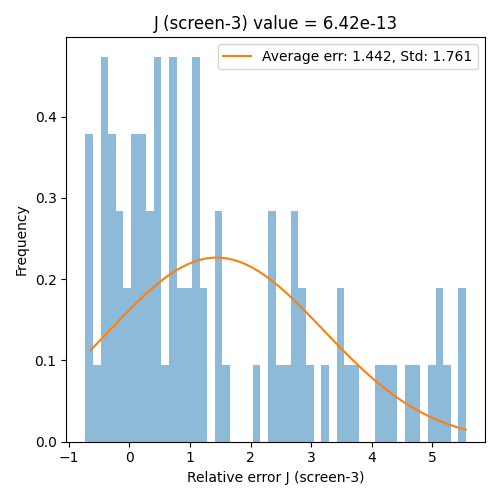 J (screen-3) value = 6.42e-13
Average err: 1.442, Std: 1.761
Frequency
0.4
0.3
0.2
0.1
0.0
−1 0 1 2 3 4 5
Relative error J (screen-3)